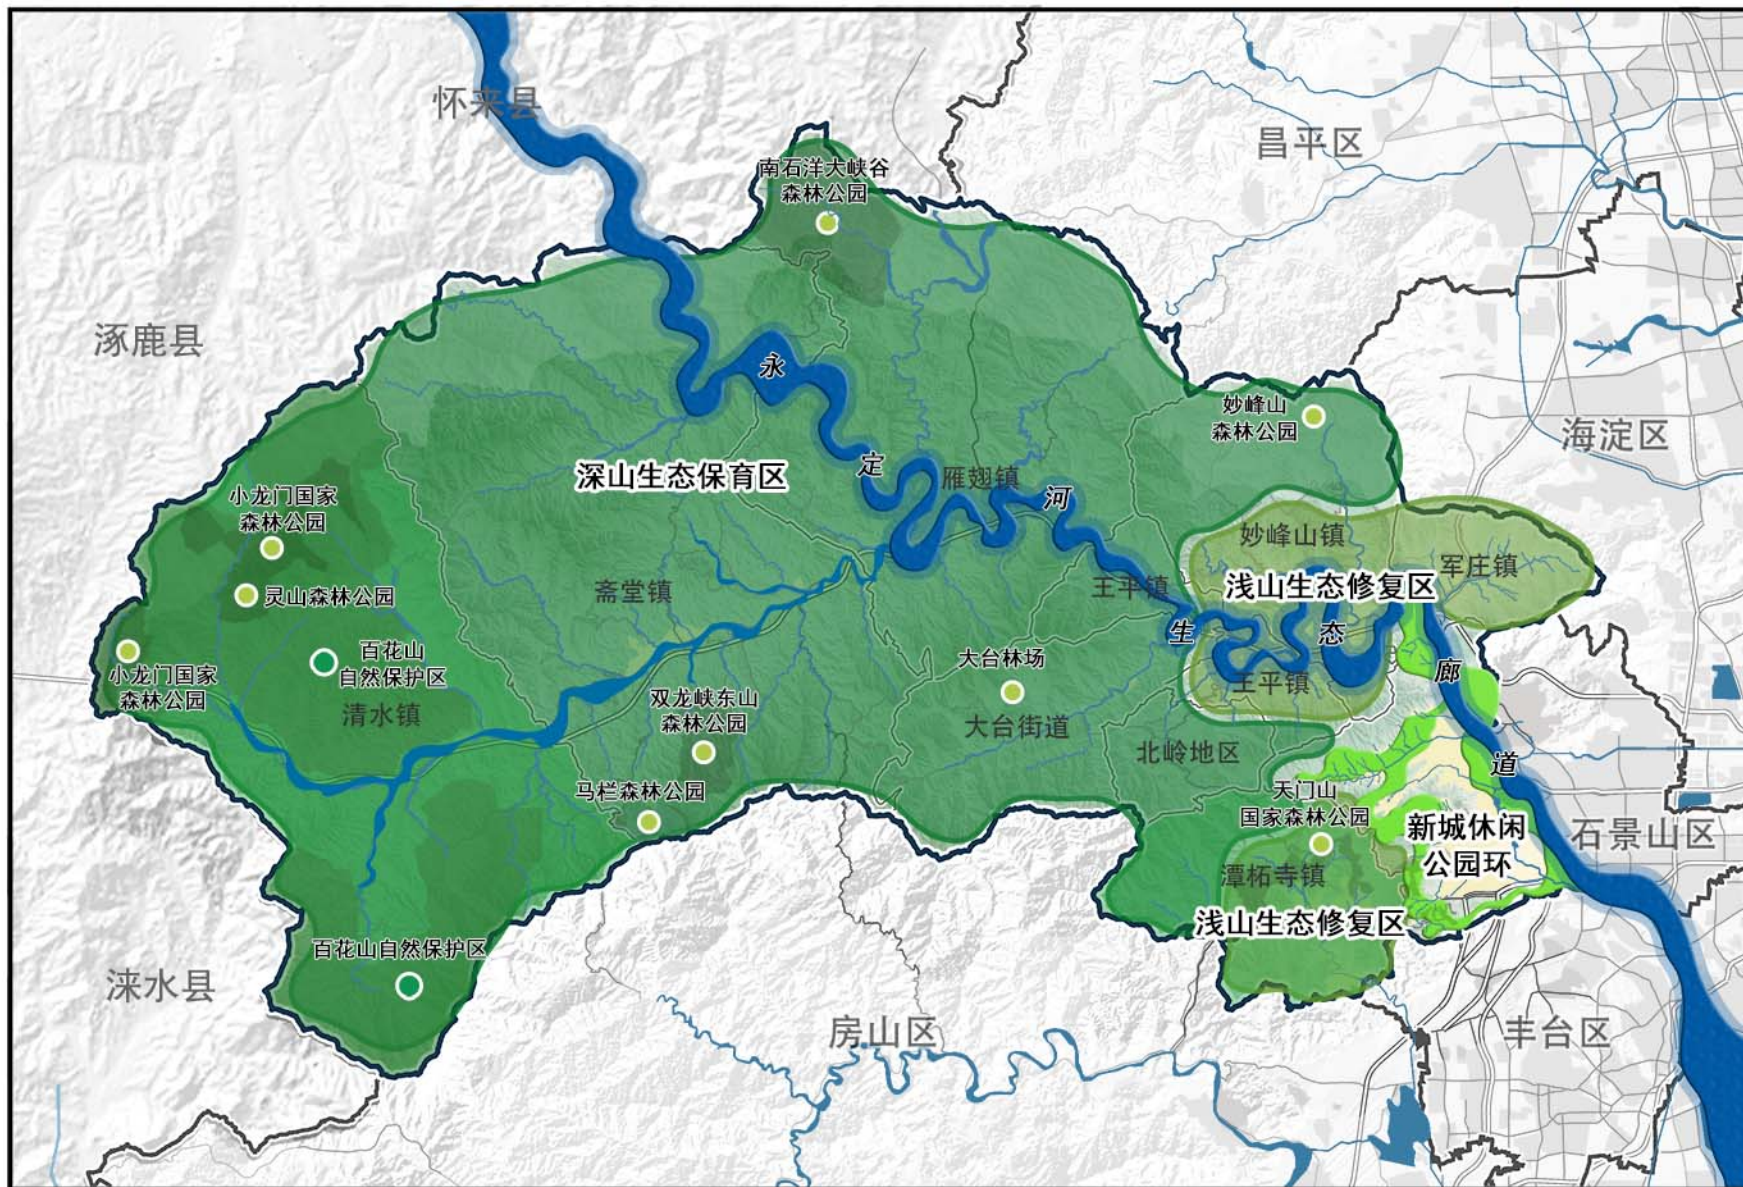 怀来县
昌平区
南石洋大峡谷
森林公园
涿鹿县
永
妙峰山
森林公园
海淀区
深山生态保育区
定
雁翅镇
河
小龙门国家
森林公园
妙峰山镇
军庄镇
浅山生态修复区
灵山森林公园
斋堂镇
王平镇
生
态
百花山
自然保护区
大台林场
廊
小龙门国家
森林公园
王平镇
清水镇
双龙峡东山
森林公园
大台街道
北岭地区
道
马栏森林公园
天门山
国家森林公园
新城休闲
公园环
石景山区
潭柘寺镇
浅山生态修复区
百花山自然保护区
涞水县
房山区
丰台区